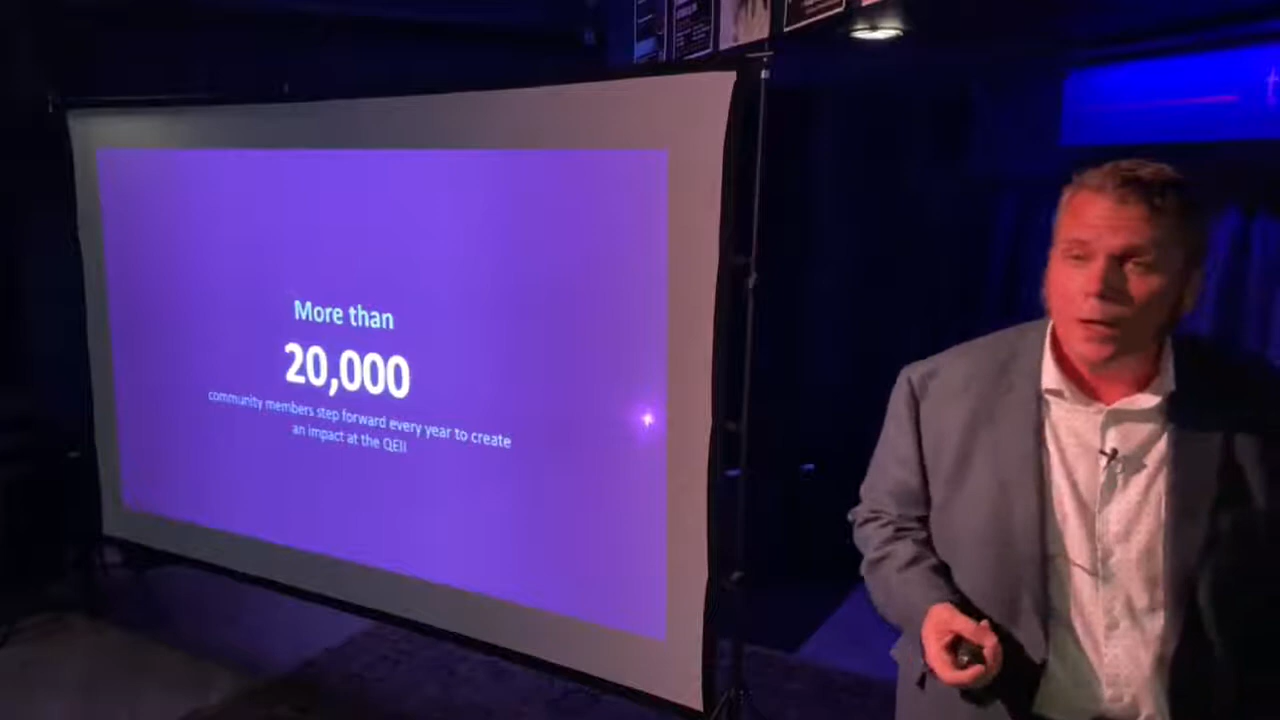 More than
20,000
community members step forward every year to create
an impact at the QEII